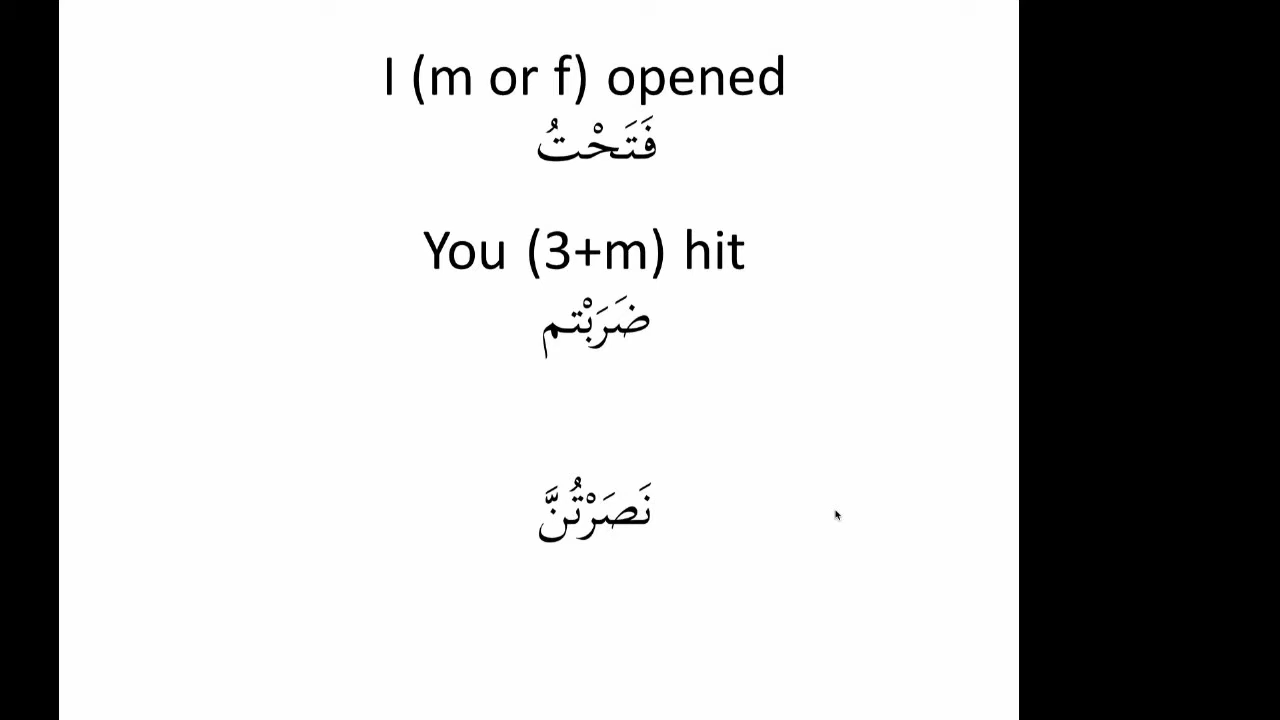 I (m or f) opened
فَتَحْتُ
You (3+m) hit
ضَرَبْتم
نَصَرْتُنَّ